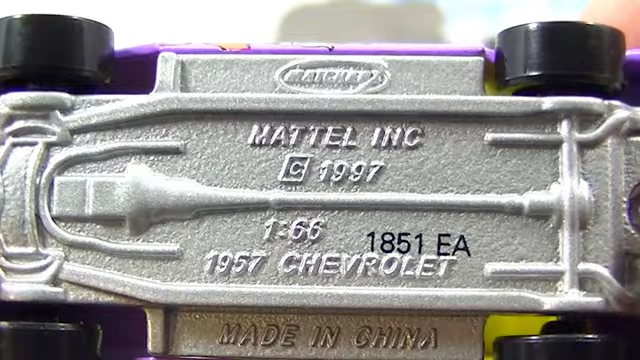 MATCHBOX
MATTEL INC
© 1997
1:66
1851 EA
1957 CHEVROLET
MADE IN CHINA